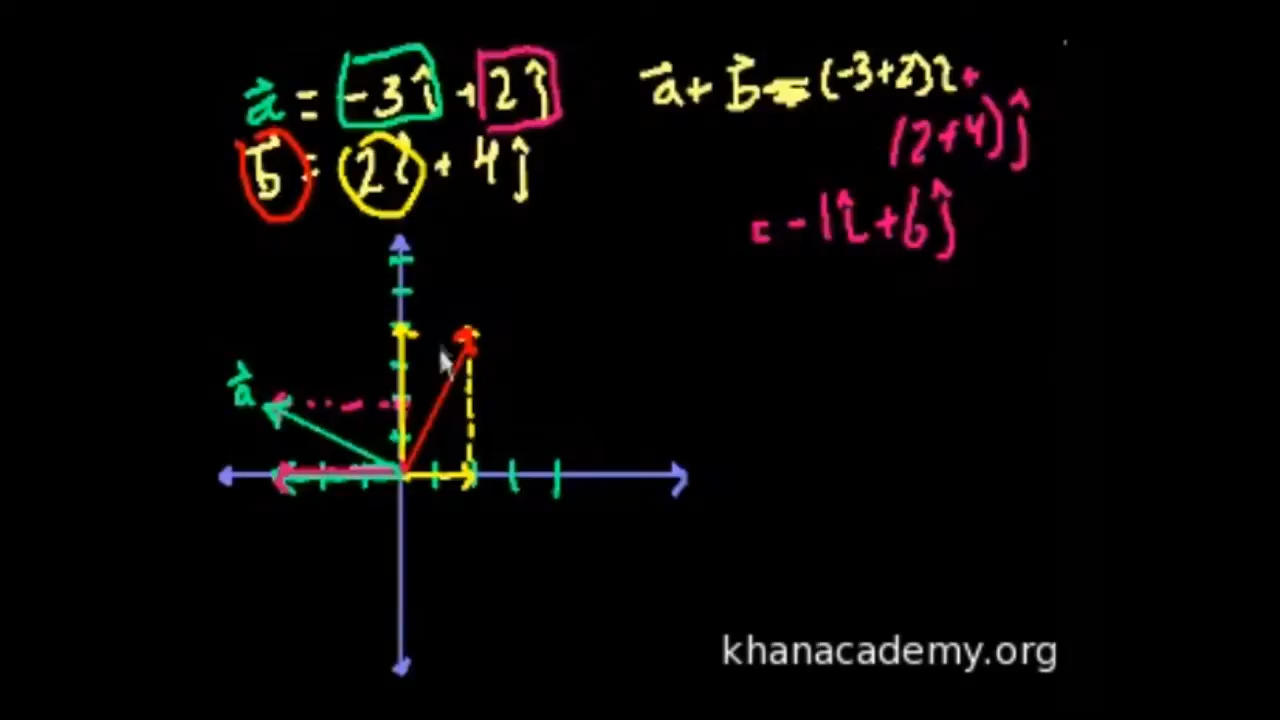 a⃗ = -3î + 2ĵ
b⃗ = 2î + 4ĵ
a⃗ + b⃗ = (-3+2)î +
(2+4)ĵ
= -1î + 6ĵ
a⃗
khanacademy.org